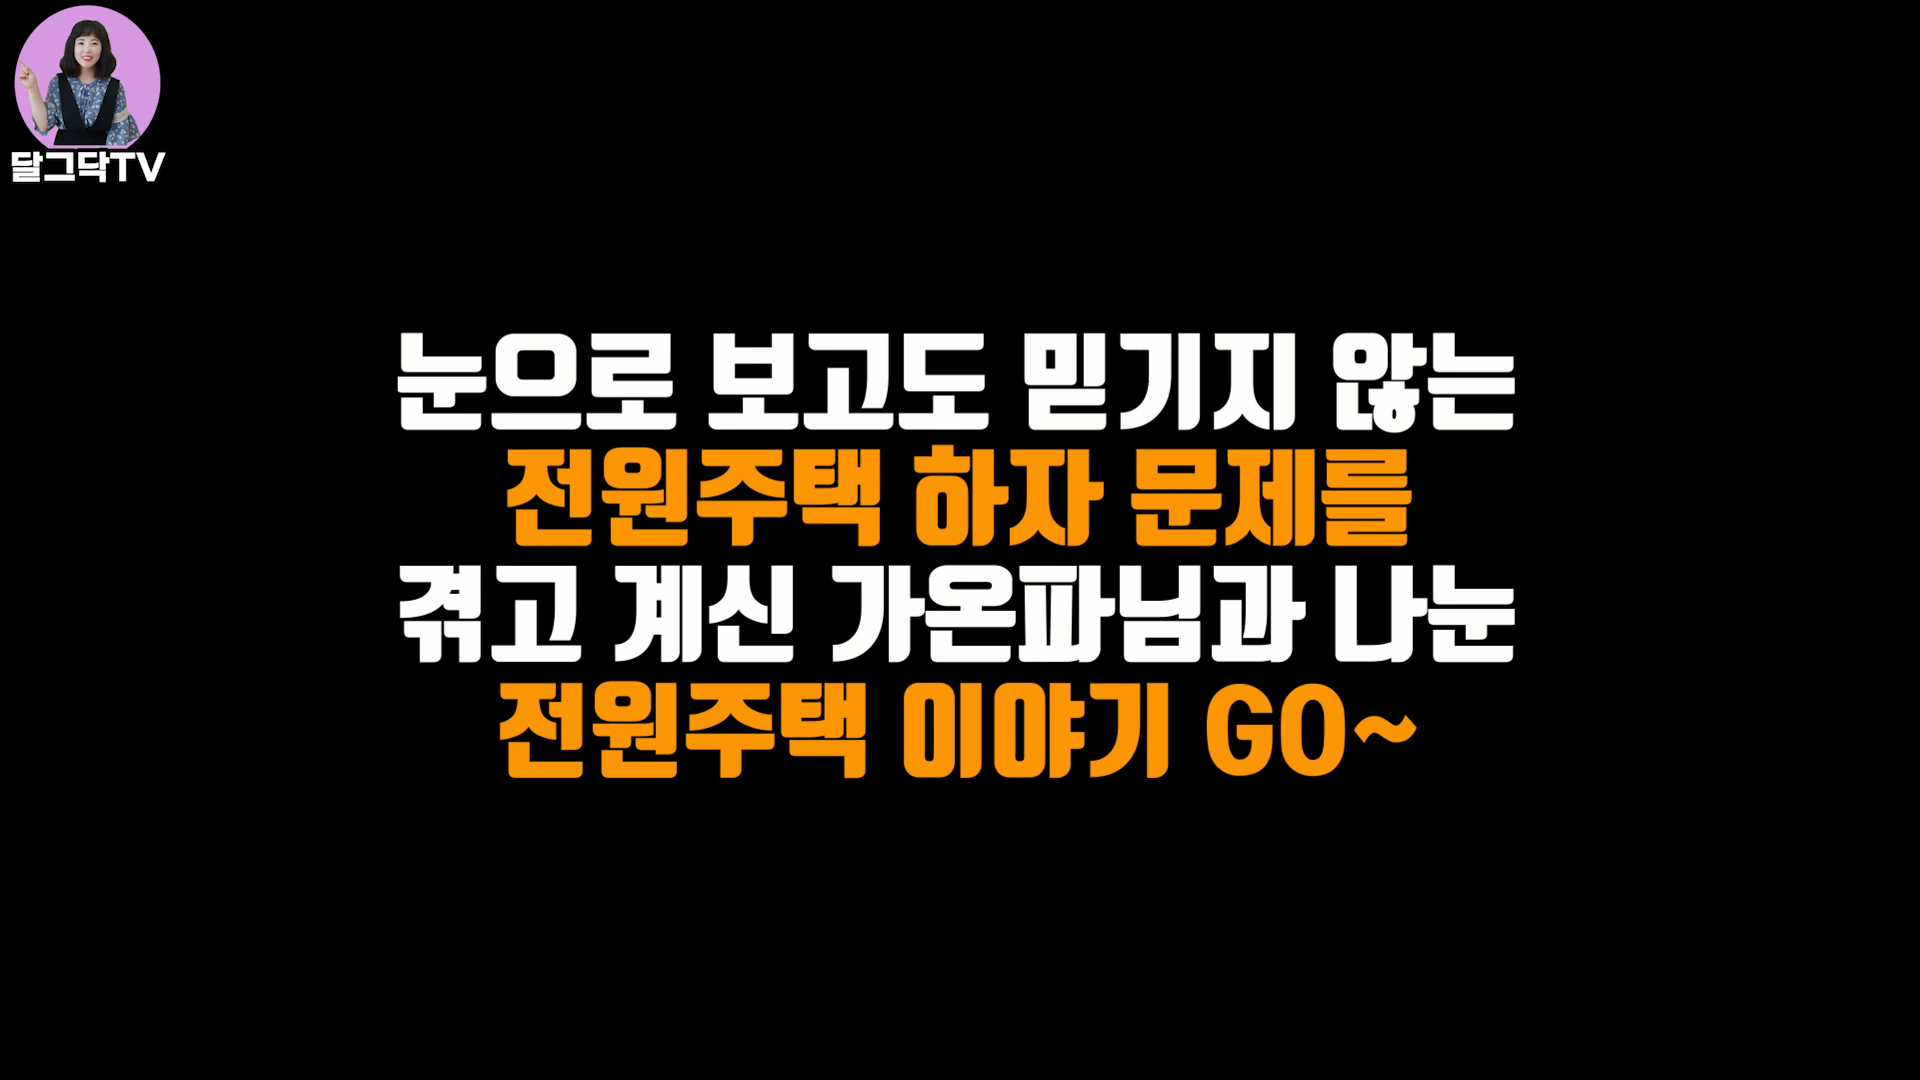 달그닥TV
눈으로 보고도 믿기지 않는
전원주택 하자 문제를
겪고 계신 가온파님과 나눈
전원주택 이야기 GO~